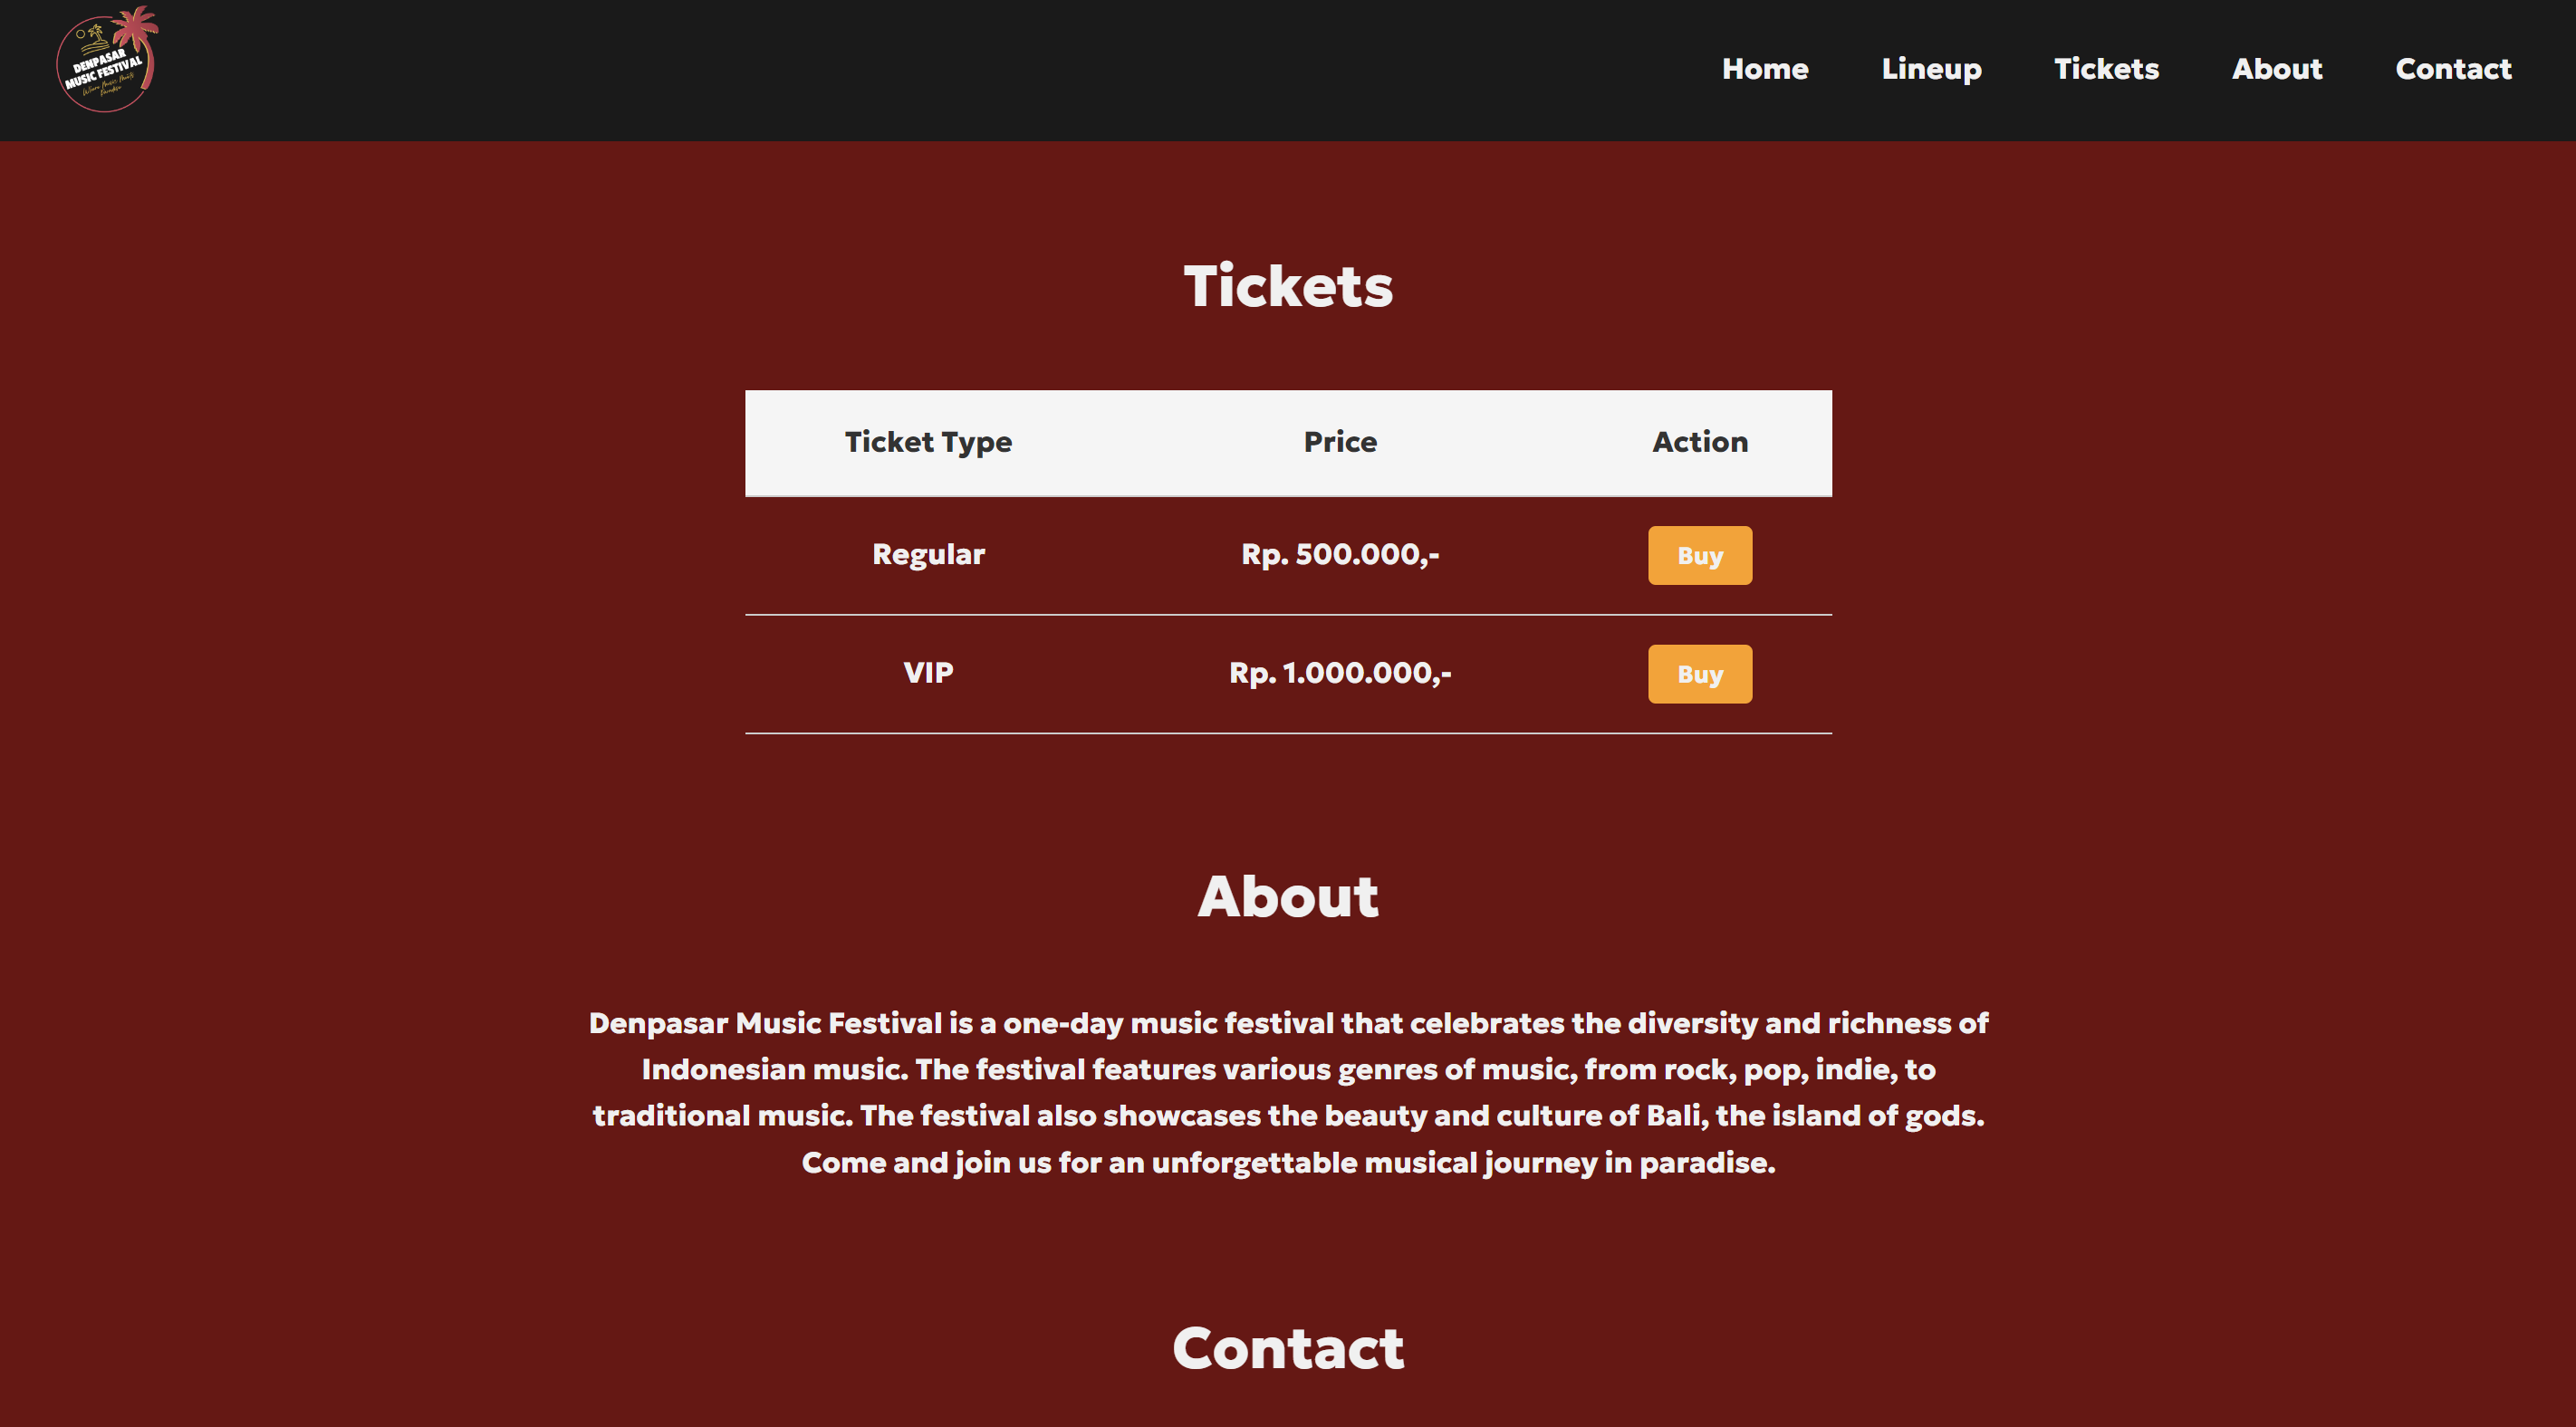 DENPASAR
MUSIC FESTIVAL
Where Music Meets
Paradise
Home Lineup Tickets About Contact
Tickets
Ticket Type Price Action
Regular Rp. 500.000,- Buy
VIP Rp. 1.000.000,- Buy
About
Denpasar Music Festival is a one-day music festival that celebrates the diversity and richness of
Indonesian music. The festival features various genres of music, from rock, pop, indie, to
traditional music. The festival also showcases the beauty and culture of Bali, the island of gods.
Come and join us for an unforgettable musical journey in paradise.
Contact